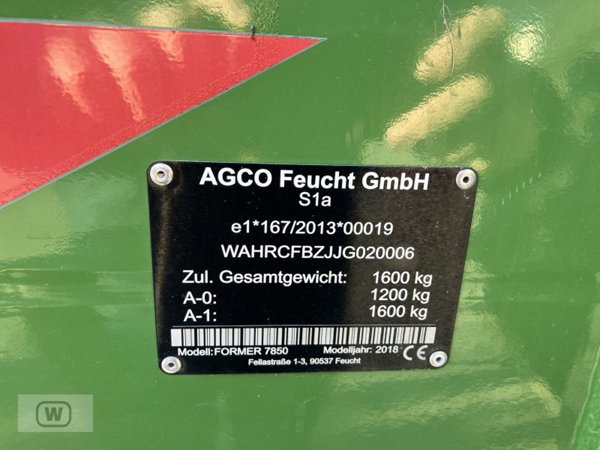 AGCO Feucht GmbH
S1a
e1*167/2013*00019
WAHRCFBZJJG020006
Zul. Gesamtgewicht: 1600 kg
A-0: 1200 kg
A-1: 1600 kg
Modell: FORMER 7850 Modelljahr: 2018 CE
Fellastraße 1-3, 90537 Feucht
W